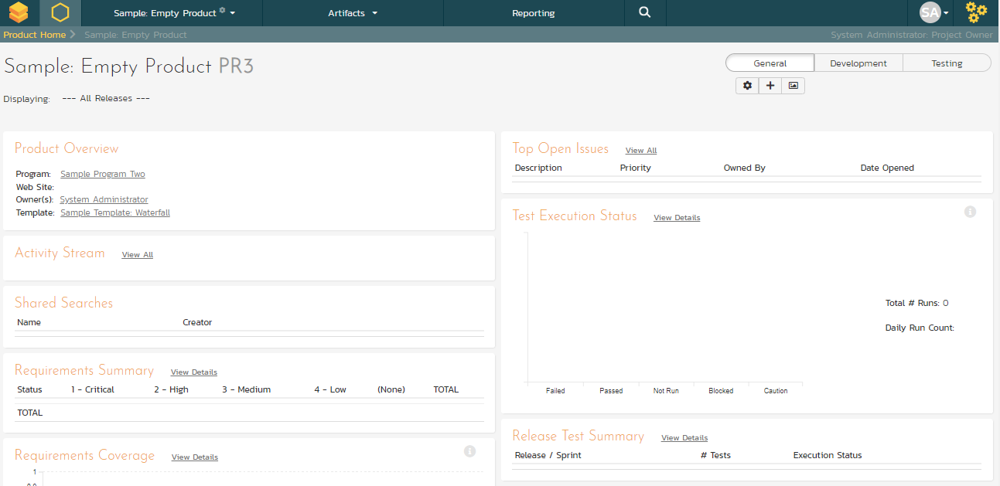 Sample: Empty Product
Artifacts
Reporting
SA
Product Home
Sample: Empty Product
System Administrator: Project Owner
Sample: Empty Product PR3
General
Development
Testing
Displaying: --- All Releases ---
Product Overview
Program: Sample Program Two
Web Site:
Owner(s): System Administrator
Template: Sample Template: Waterfall
Activity Stream View All
Shared Searches
Name Creator
Requirements Summary View Details
Status 1 - Critical 2 - High 3 - Medium 4 - Low (None) TOTAL
TOTAL
Requirements Coverage View Details
1
0.9
Top Open Issues View All
Description Priority Owned By Date Opened
Test Execution Status View Details
Total # Runs: 0
Daily Run Count:
Failed Passed Not Run Blocked Caution
Release Test Summary View Details
Release / Sprint # Tests Execution Status